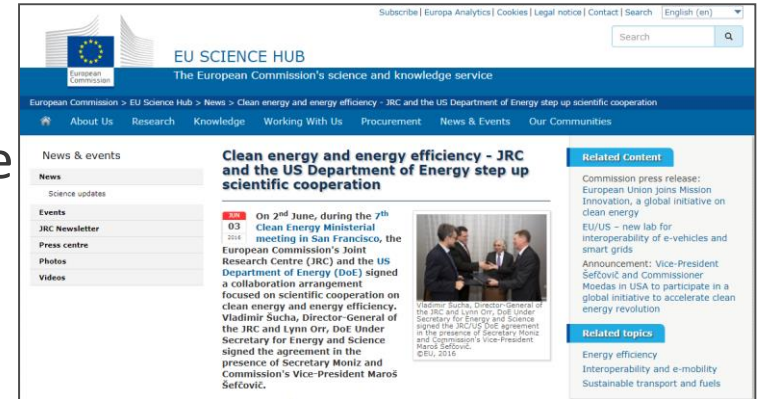 Subscribe | Europa Analytics | Cookies | Legal notice | Contact | Search English (en)
Search
European
Commission
EU SCIENCE HUB
The European Commission's science and knowledge service
European Commission > EU Science Hub > News > Clean energy and energy efficiency - JRC and the US Department of Energy step up scientific cooperation
About Us Research Knowledge Working With Us Procurement News & Events Our Communities
e
News & events
News
Science updates
Events
JRC Newsletter
Press centre
Photos
Videos
Clean energy and energy efficiency - JRC
and the US Department of Energy step up
scientific cooperation
JUN
03
2016
On 2nd June, during the 7th
Clean Energy Ministerial
meeting in San Francisco, the
European Commission's Joint
Research Centre (JRC) and the US
Department of Energy (DoE) signed
a collaboration arrangement
focused on scientific cooperation on
clean energy and energy efficiency.
Vladimír Šucha, Director-General of
the JRC and Lynn Orr, DoE Under
Secretary for Energy and Science
signed the agreement in the
presence of Secretary Moniz and
Commission's Vice-President Maroš
Šefčovič.
Vladimir Sucha, Director-General of
the JRC and Lynn Orr, DoE Under
Secretary for Energy and Science
signed the JRC/US DoE agreement
in the presence of Secretary Moniz
and Commission's Vice-President
Maroš Šefčovič.
©EU, 2016
Related Content
Commission press release:
European Union joins Mission
Innovation, a global initiative on
clean energy
EU/US – new lab for
interoperability of e-vehicles and
smart grids
Announcement: Vice-President
Šefčovič and Commissioner
Moedas in USA to participate in a
global initiative to accelerate clean
energy revolution
Related topics
Energy efficiency
Interoperability and e-mobility
Sustainable transport and fuels